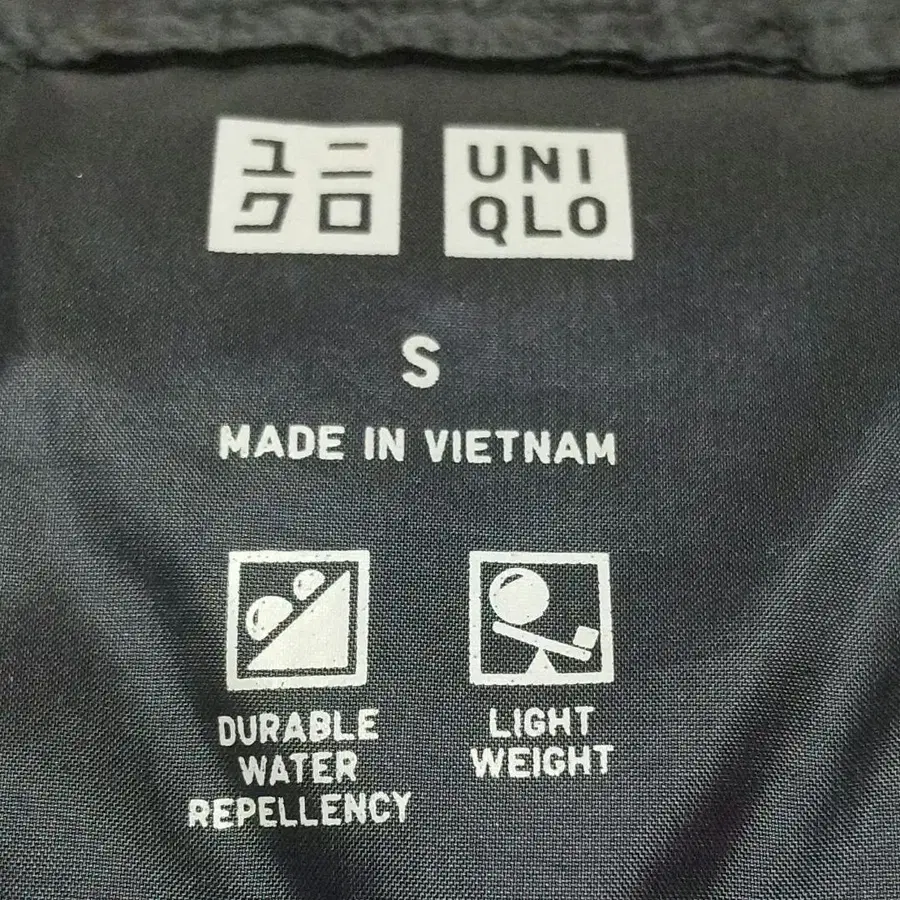 ユニ
クロ
UNI
QLO
S
MADE IN VIETNAM
DURABLE
WATER
REPELLENCY
LIGHT
WEIGHT